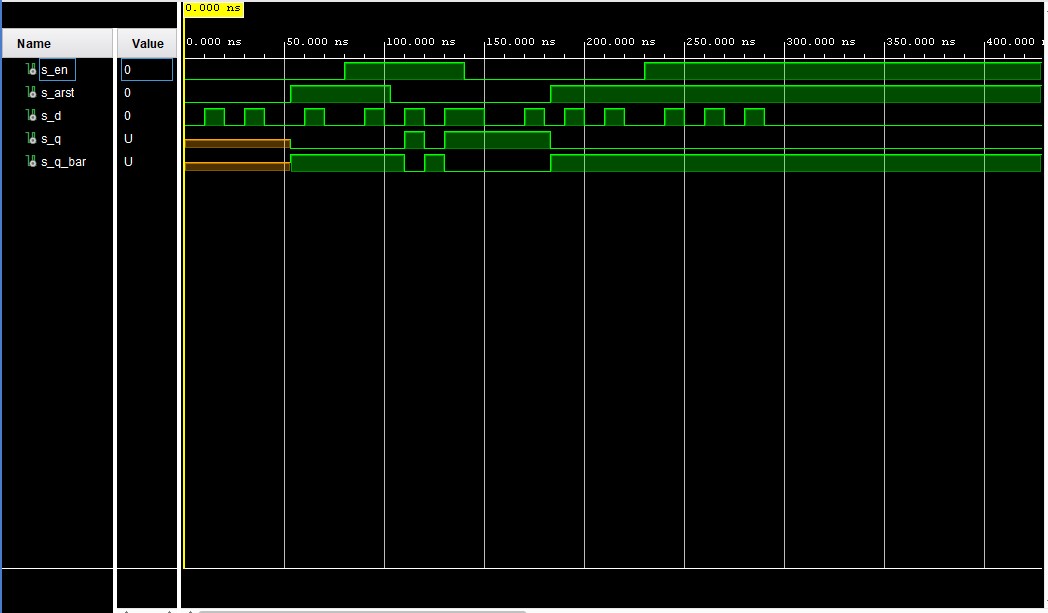 0.000 ns
Name Value
0.000 ns 50.000 ns 100.000 ns 150.000 ns 200.000 ns 250.000 ns 300.000 ns 350.000 ns 400.000
s_en 0
s_arst 0
s_d 0
s_q U
s_q_bar U